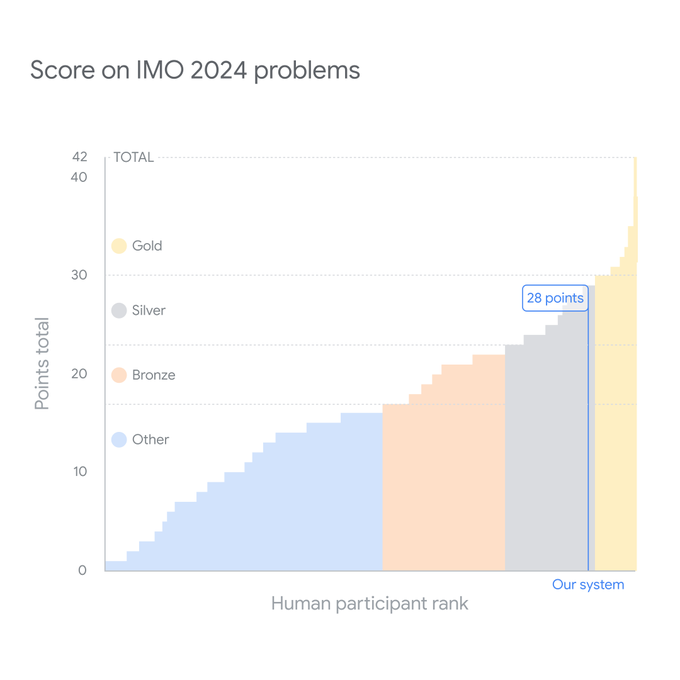 Score on IMO 2024 problems
42
TOTAL
40
Gold
30
28 points
Silver
Bronze
20
Other
10
0
Points total
Our system
Human participant rank